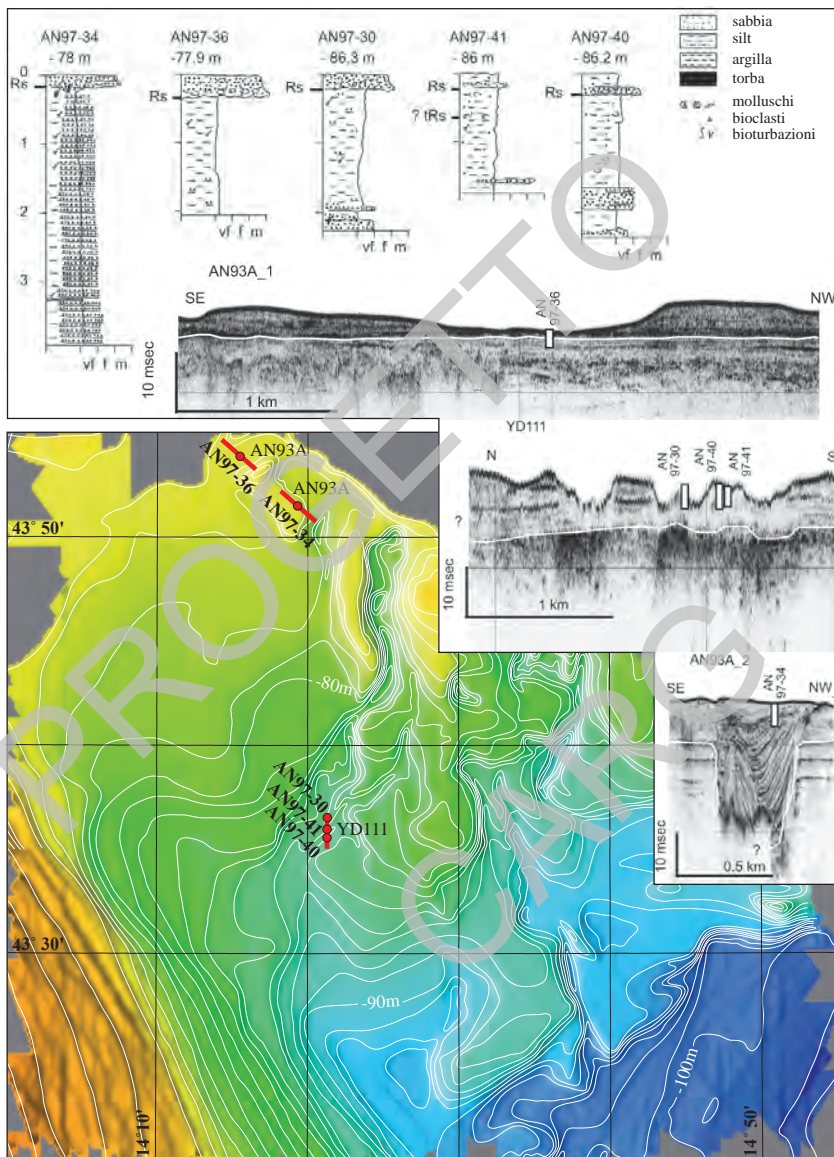 AN97-34 AN97-36 AN97-30 AN97-41 AN97-40
- 78 m -77.9 m - 86.3 m - 86 m - 86.2 m
sabbia
silt
argilla
torba
molluschi
bioclasti
bioturbazioni
0
Rs
Rs
Rs
Rs
Rs
? tRs
1
2
3
vf f m
vf f m
vf f m
vf f m
vf f m
AN93A_1
SE
AN
97-36
NW
10 msec
1 km
YD111
N
AN
97-30
AN
97-40
AN
97-41
S
?
10 msec
1 km
AN93A_2
SE
AN
97-34
NW
?
10 msec
0.5 km
AN93A
AN97-36
AN93A
AN97-34
43° 50'
-80m
AN97-30
AN97-41
AN97-40
YD111
43° 30'
-90m
-100m
14°10'
14°50'
PROGETTO
CARG